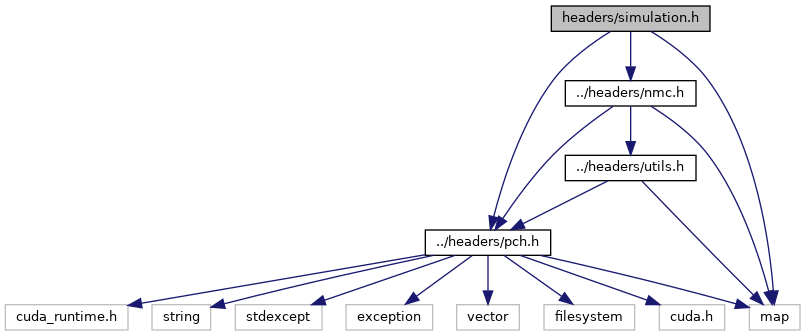 headers/simulation.h
../headers/nmc.h
../headers/utils.h
../headers/pch.h
cuda_runtime.h
string
stdexcept
exception
vector
filesystem
cuda.h
map